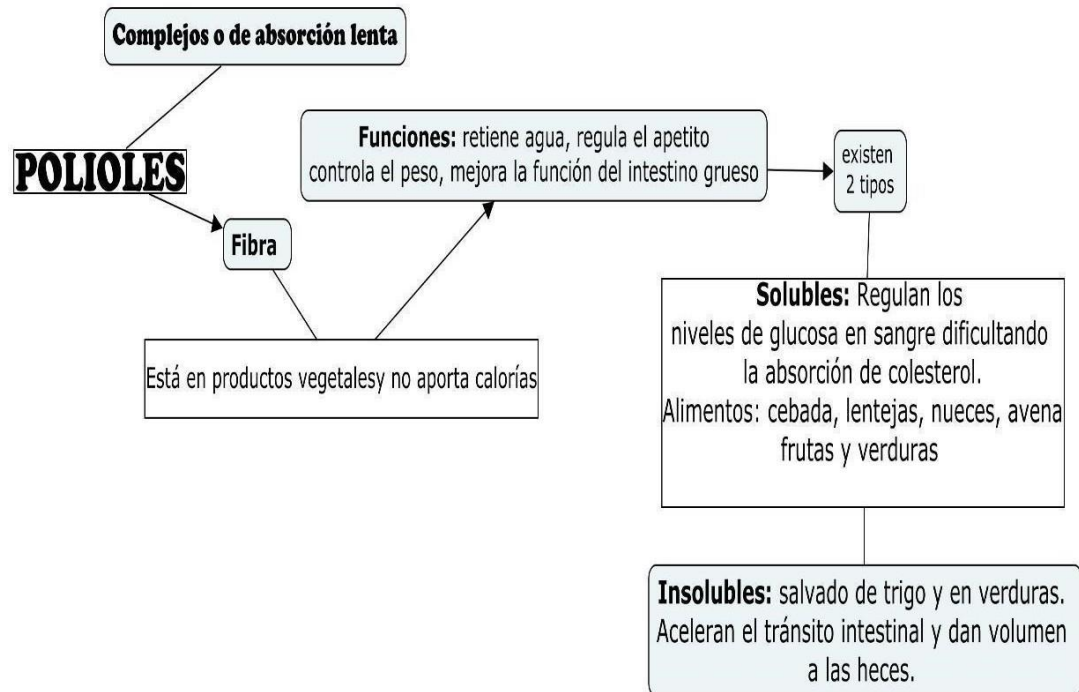 Complejos o de absorción lenta
POLIOLES
Fibra
Está en productos vegetalesy no aporta calorías
Funciones: retiene agua, regula el apetito
controla el peso, mejora la función del intestino grueso
existen
2 tipos
Solubles: Regulan los
niveles de glucosa en sangre dificultando
la absorción de colesterol.
Alimentos: cebada, lentejas, nueces, avena
frutas y verduras
Insolubles: salvado de trigo y en verduras.
Aceleran el tránsito intestinal y dan volumen
a las heces.